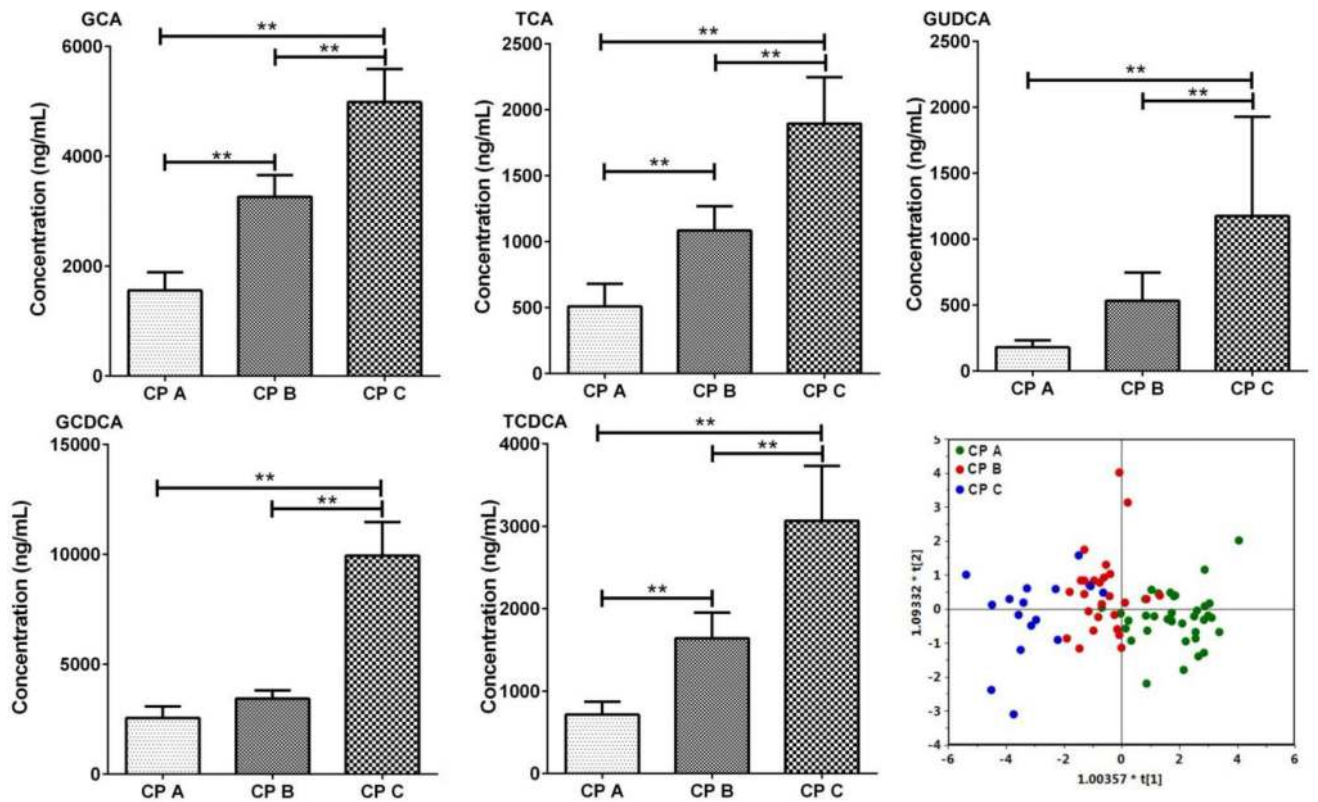 GCA
**
**
**
Concentration (ng/mL)
6000
4000
2000
0
CP A CP B CP C
TCA
**
**
**
Concentration (ng/mL)
2500
2000
1500
1000
500
0
CP A CP B CP C
GUDCA
**
**
Concentration (ng/mL)
2500
2000
1500
1000
500
0
CP A CP B CP C
GCDCA
**
**
Concentration (ng/mL)
15000
10000
5000
0
CP A CP B CP C
TCDCA
**
**
**
Concentration (ng/mL)
4000
3000
2000
1000
0
CP A CP B CP C
CP A
CP B
CP C
1.09332 * t[2]
5
4
3
2
1
0
-1
-2
-3
-4
-6 -4 -2 0 2 4 6
1.00357 * t[1]